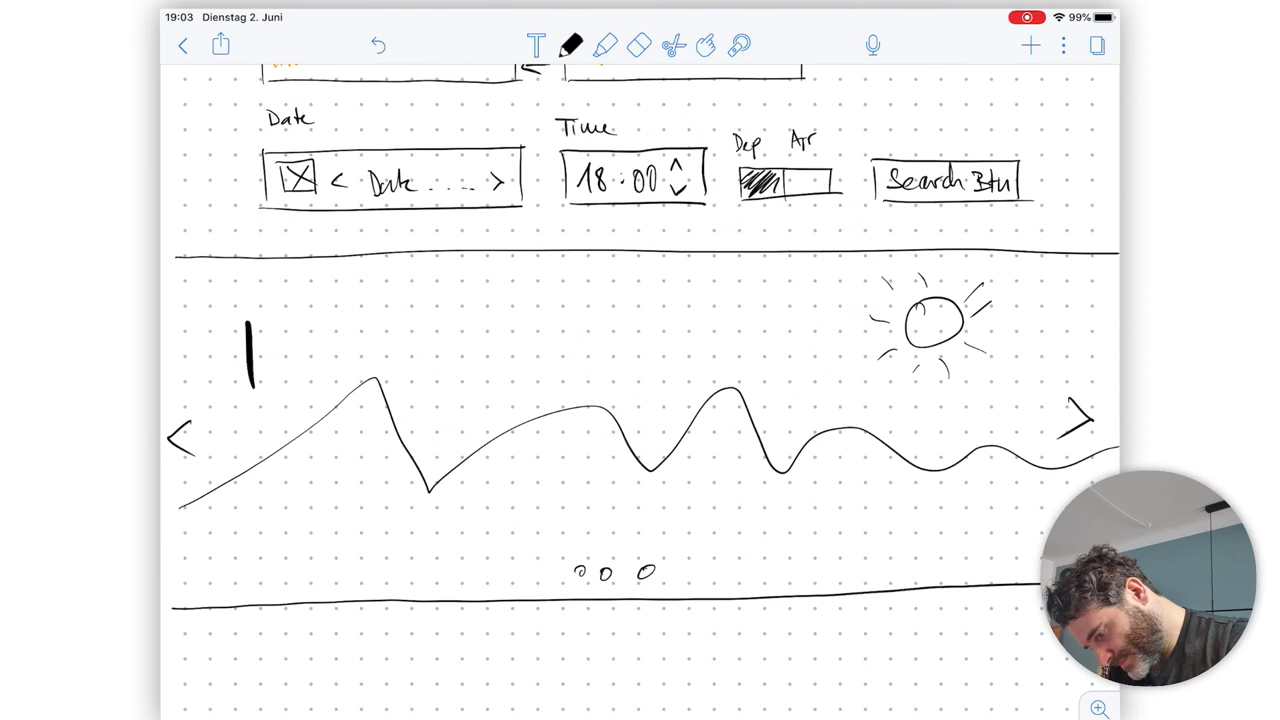 19:03 Dienstag 2. Juni 99%
Date Time Dep Arr
< Date .... > 18:00 Search Btn